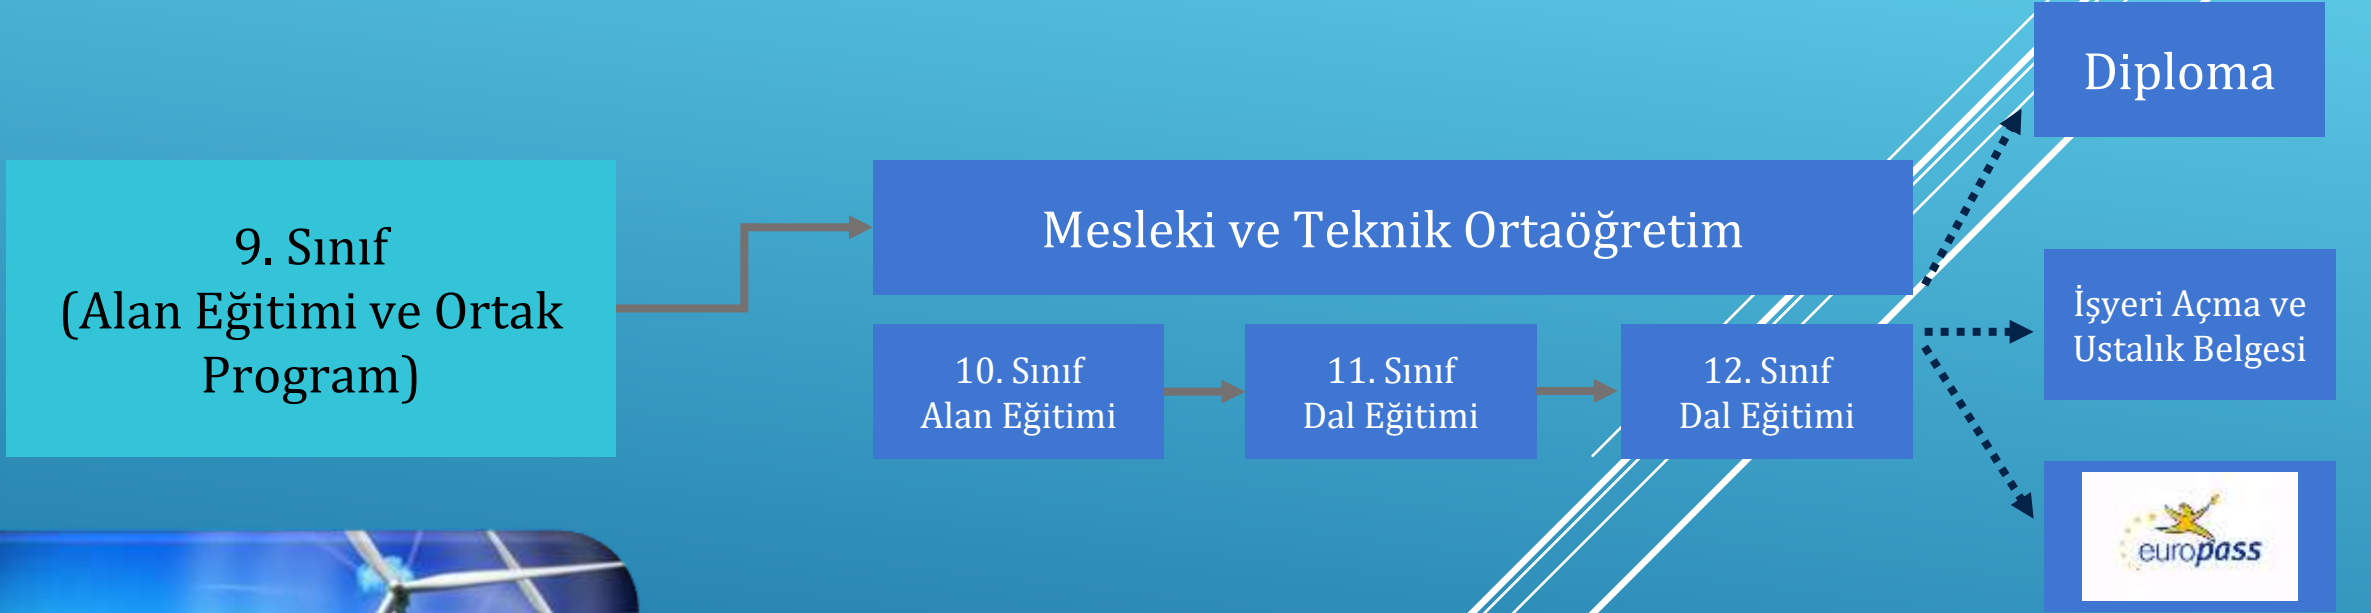 9. Sınıf
(Alan Eğitimi ve Ortak
Program)
Mesleki ve Teknik Ortaöğretim
10. Sınıf
Alan Eğitimi
11. Sınıf
Dal Eğitimi
12. Sınıf
Dal Eğitimi
Diploma
İşyeri Açma ve
Ustalık Belgesi
europass